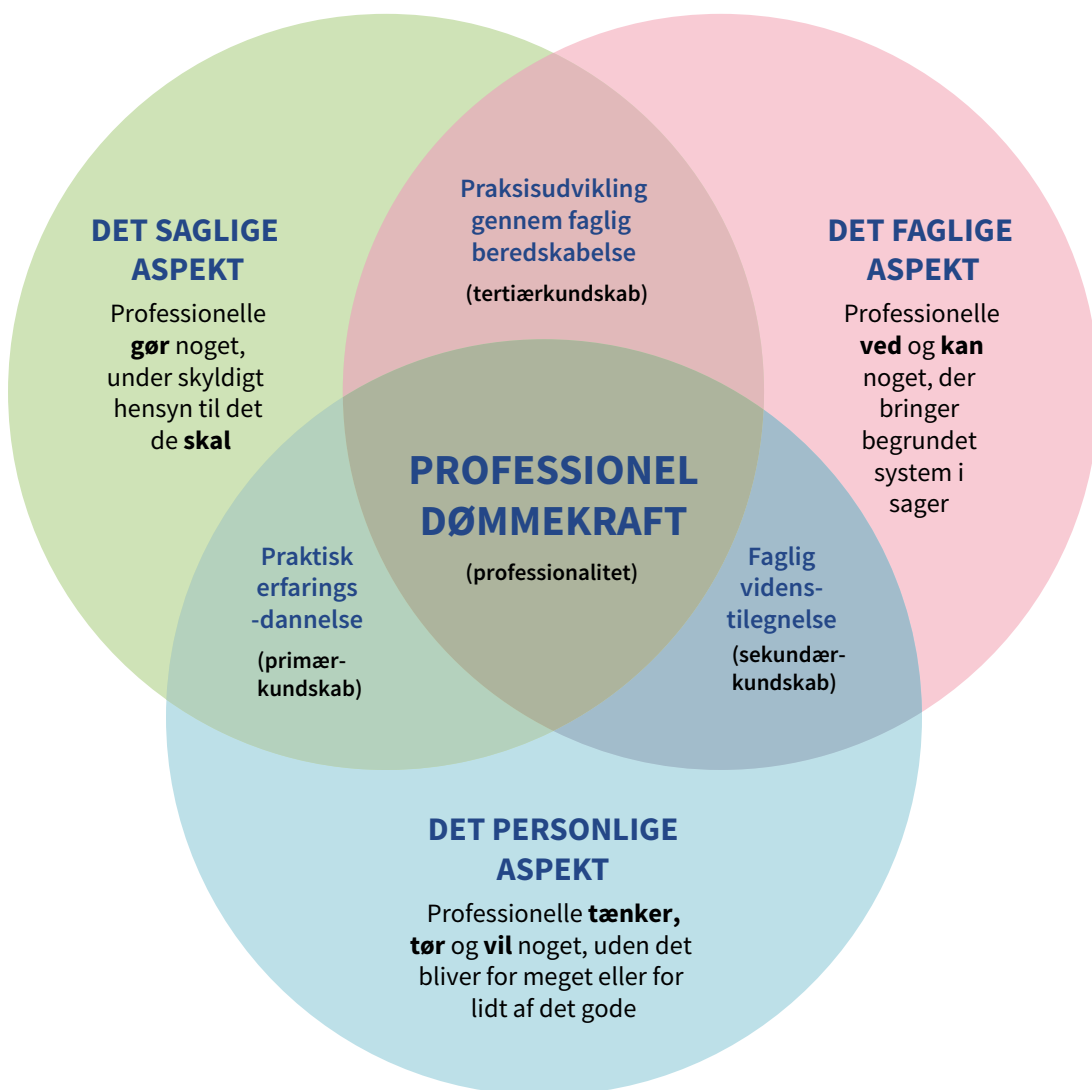 Praksisudvikling
gennem faglig
beredskabelse
(tertiærkundskab)
DET SAGLIGE
ASPEKT
Professionelle
gør noget,
under skyldigt
hensyn til det
de skal
DET FAGLIGE
ASPEKT
Professionelle
ved og kan
noget, der
bringer
begrundet
system i
sager
PROFESSIONEL
DØMMEKRAFT
(professionalitet)
Praktisk
erfarings
-dannelse
(primær-
kundskab)
Faglig
videns-
tilegnelse
(sekundær-
kundskab)
DET PERSONLIGE
ASPEKT
Professionelle tænker,
tør og vil noget, uden det
bliver for meget eller for
lidt af det gode